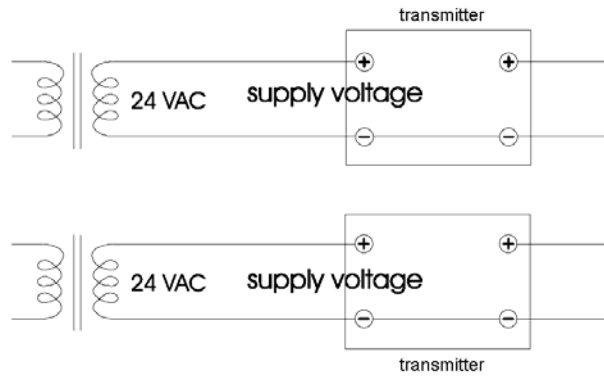 transmitter
+ +
24 VAC supply voltage
− −
+ +
24 VAC supply voltage
− −
transmitter